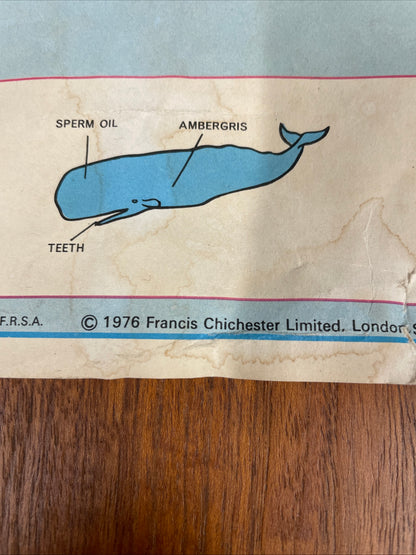 SPERM OIL AMBERGRIS
TEETH
F.R.S.A. © 1976 Francis Chichester Limited. London